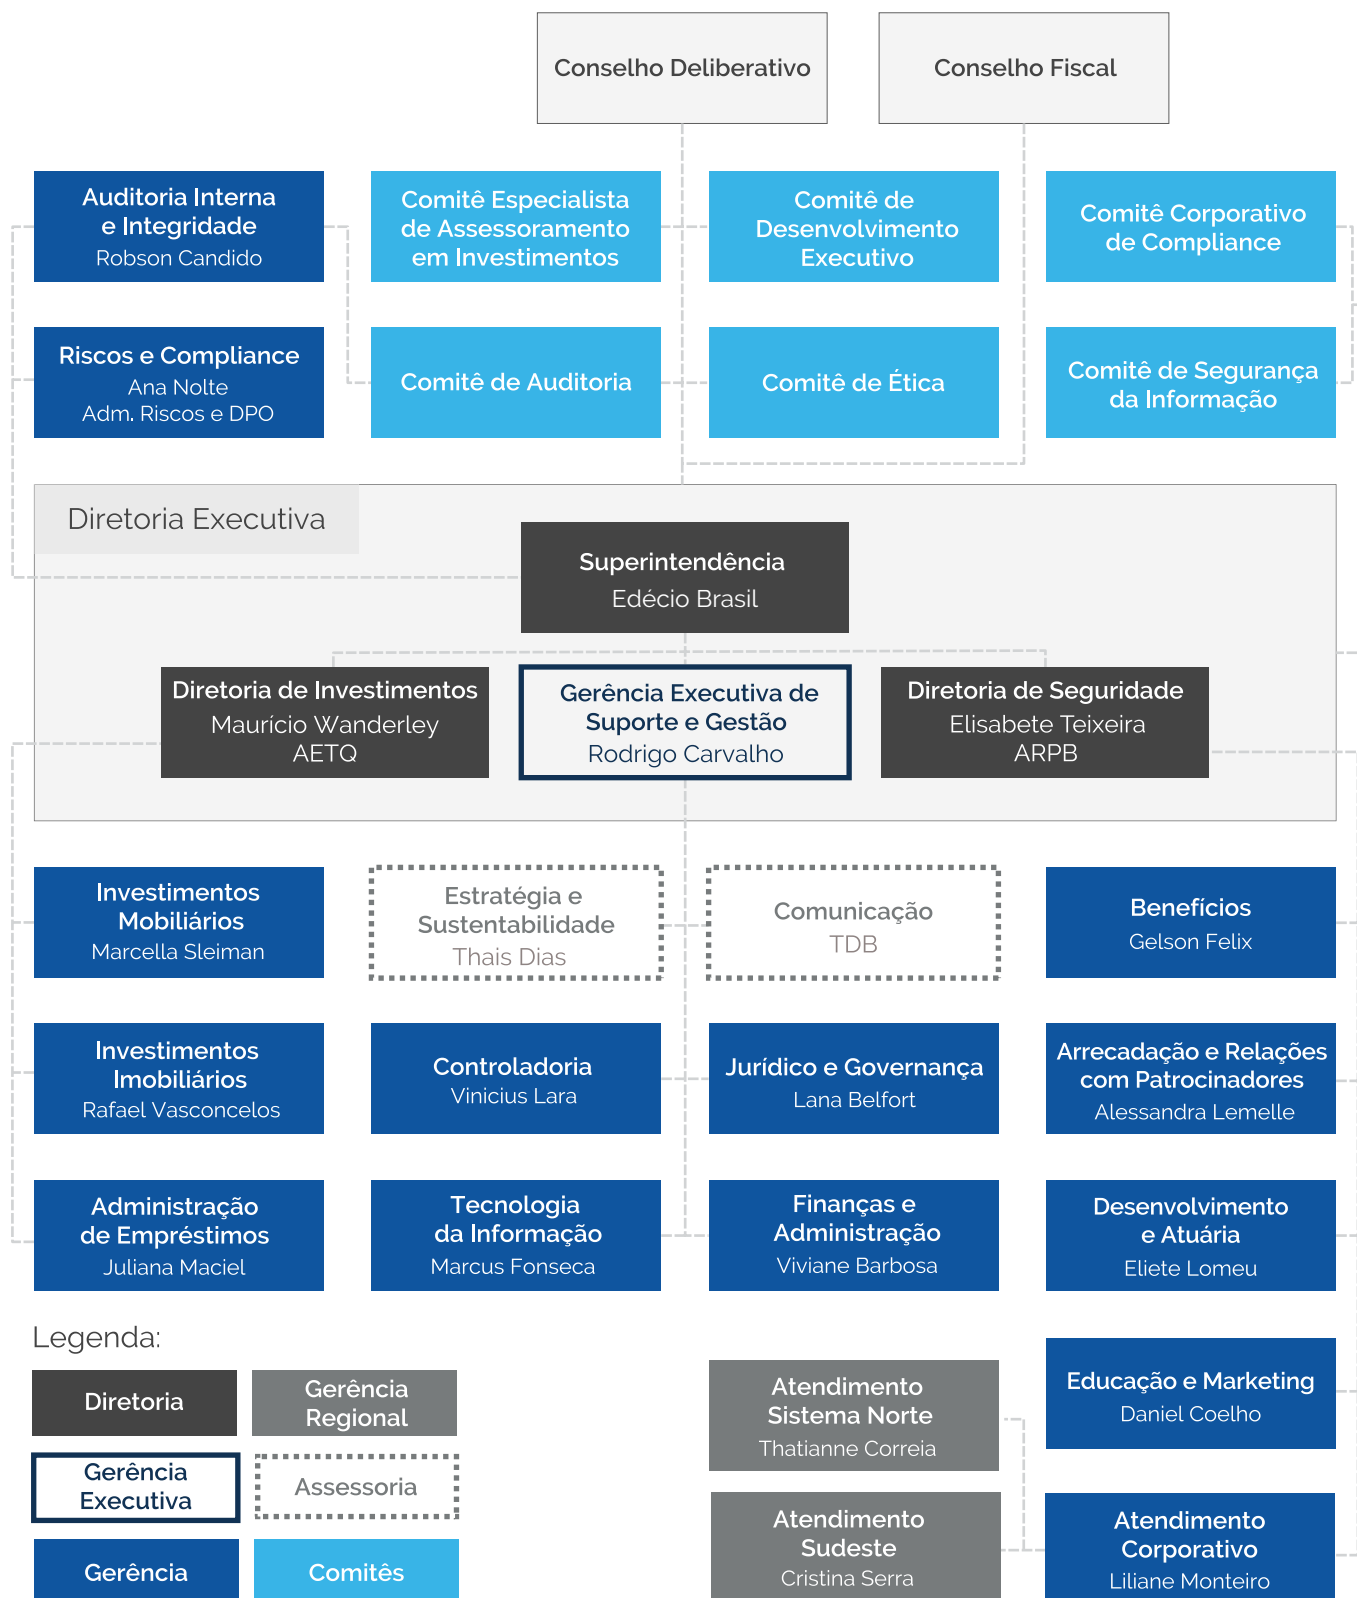 Conselho Deliberativo
Conselho Fiscal
Auditoria Interna
e Integridade
Robson Candido
Comitê Especialista
de Assessoramento
em Investimentos
Comitê de
Desenvolvimento
Executivo
Comitê Corporativo
de Compliance
Riscos e Compliance
Ana Nolte
Adm. Riscos e DPO
Comitê de Auditoria
Comitê de Ética
Comitê de Segurança
da Informação
Diretoria Executiva
Superintendência
Edécio Brasil
Diretoria de Investimentos
Maurício Wanderley
AETQ
Gerência Executiva de
Suporte e Gestão
Rodrigo Carvalho
Diretoria de Seguridade
Elisabete Teixeira
ARPB
Investimentos
Mobiliários
Marcella Sleiman
Estratégia e
Sustentabilidade
Thais Dias
Comunicação
TDB
Benefícios
Gelson Felix
Investimentos
Imobiliários
Rafael Vasconcelos
Controladoria
Vinicius Lara
Jurídico e Governança
Lana Belfort
Arrecadação e Relações
com Patrocinadores
Alessandra Lemelle
Administração
de Empréstimos
Juliana Maciel
Tecnologia
da Informação
Marcus Fonseca
Finanças e
Administração
Viviane Barbosa
Desenvolvimento
e Atuária
Eliete Lomeu
Legenda:
Diretoria
Gerência
Regional
Gerência
Executiva
Assessoria
Gerência
Comitês
Atendimento
Sistema Norte
Thatianne Correia
Educação e Marketing
Daniel Coelho
Atendimento
Sudeste
Cristina Serra
Atendimento
Corporativo
Liliane Monteiro